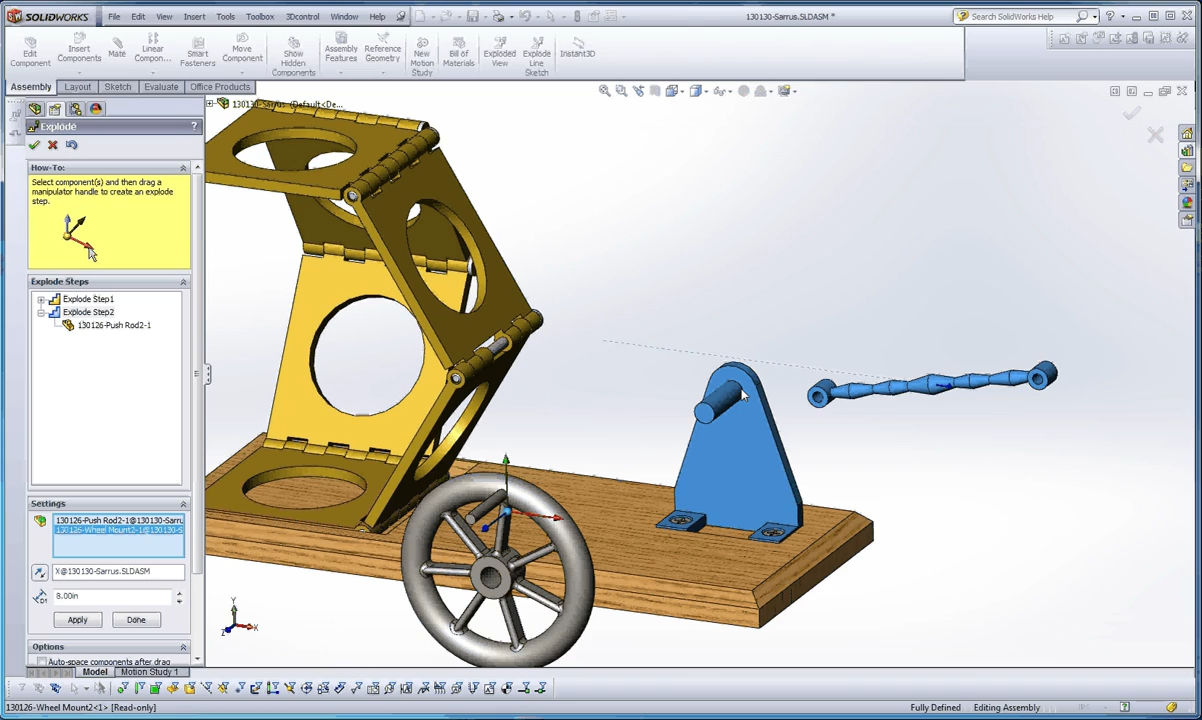 SOLIDWORKS File Edit View Insert Tools Toolbox 3Dcontrol Window Help 130130-Sarrus.SLDASM * Search SolidWorks Help
Edit Component
Insert Components
Mate
Linear Compon...
Smart Fasteners
Move Component
Show Hidden Components
Assembly Features
Reference Geometry
New Motion Study
Bill of Materials
Exploded View
Explode Line Sketch
Instant3D
Assembly Layout Sketch Evaluate Office Products
130130-Sarrus (Default<De...
Explode ?
How-To:
Select component(s) and then drag a
manipulator handle to create an explode
step.
Explode Steps
Explode Step1
Explode Step2
130126-Push Rod2-1
Settings
130126-Push Rod2-1@130130-Sarru
130126-Wheel Mount2-1@130130-S
X@130130-Sarrus.SLDASM
D1
8.00in
Apply Done
Options
Auto-space components after drag
Y
Z X
Model Motion Study 1
130126-Wheel Mount2<1> [Read-only] Fully Defined Editing Assembly